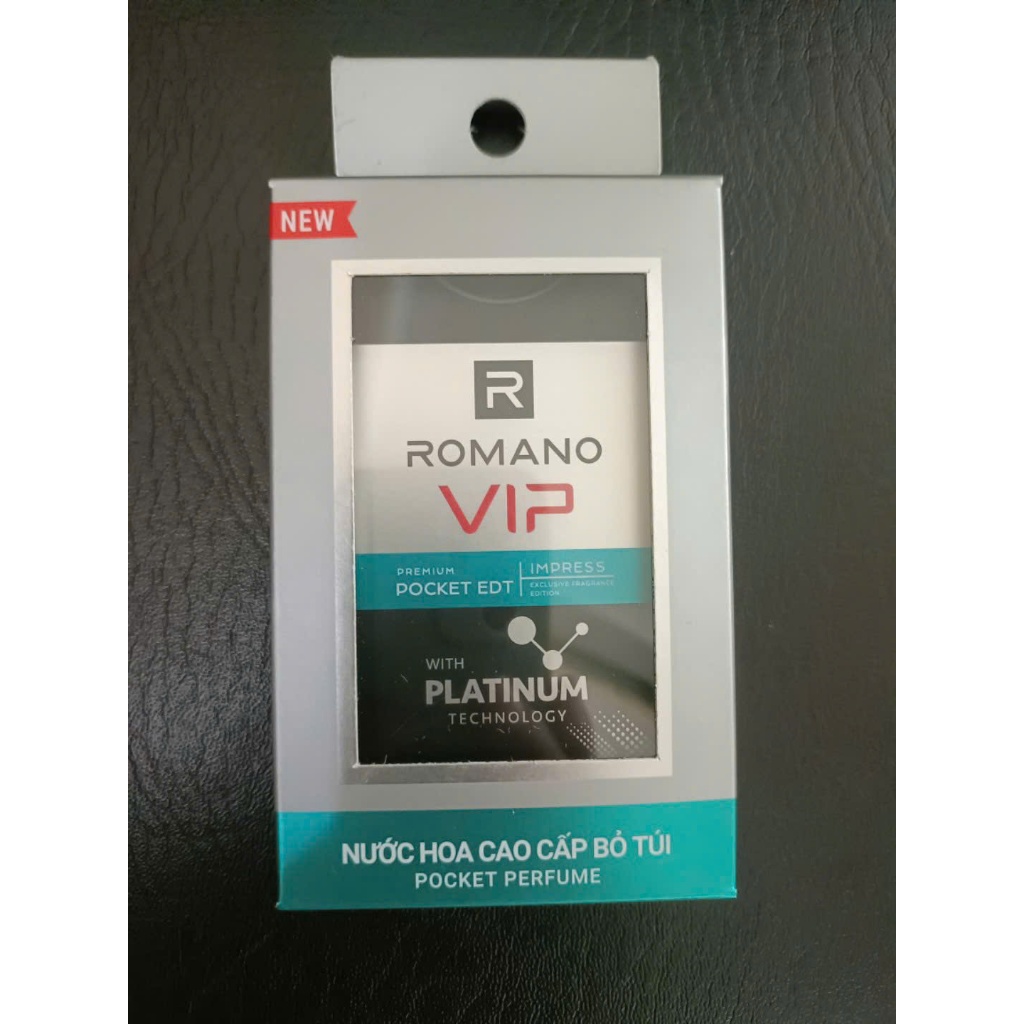 NEW
R
ROMANO
VIP
PREMIUM
POCKET EDT
IMPRESS
EXCLUSIVE FRAGRANCE
EDITION
WITH
PLATINUM
TECHNOLOGY
NƯỚC HOA CAO CẤP BỎ TÚI
POCKET PERFUME